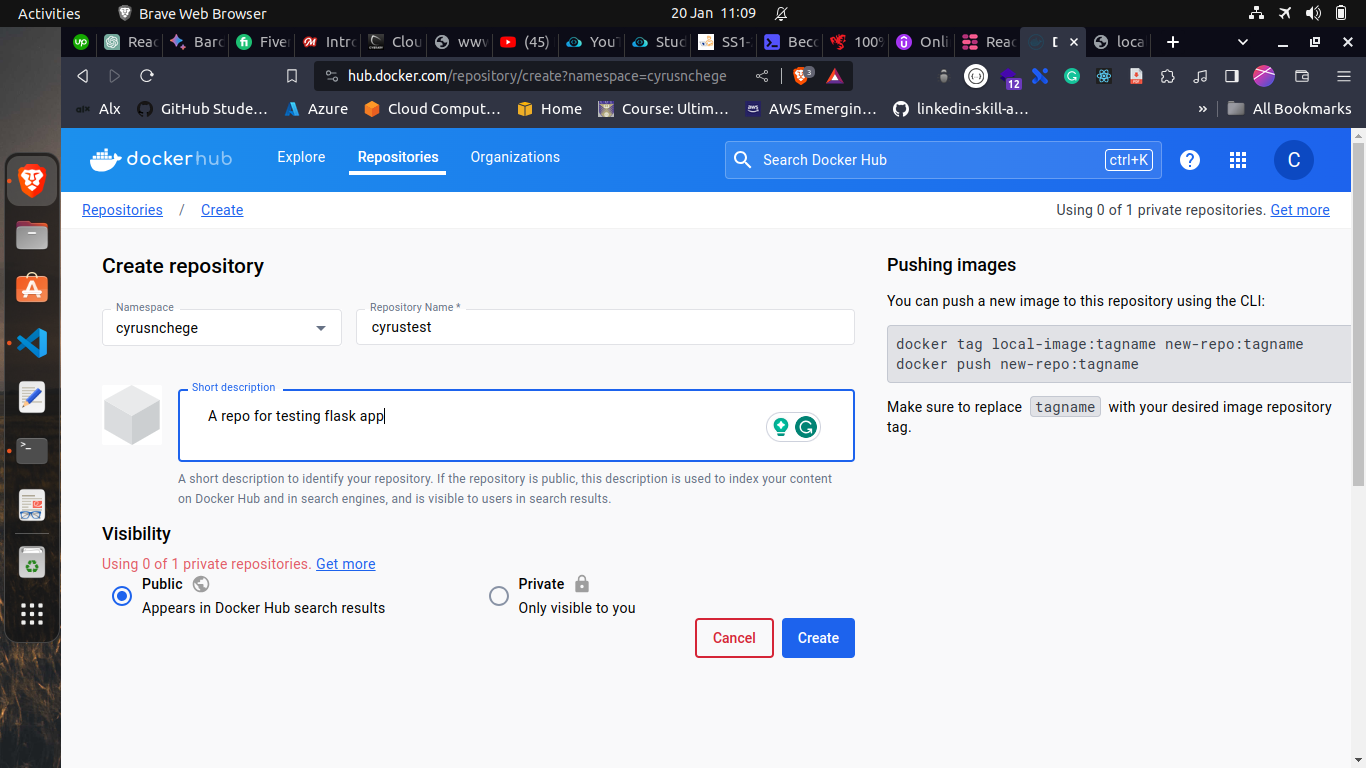 Activities Brave Web Browser 20 Jan 11:09
Reac Barc Fiver Intro Clou www (45) YouT Stud SS1- Becc 100% Onli Reac loca
hub.docker.com/repository/create?namespace=cyrusnchege 3 12
Alx GitHub Stude... Azure Cloud Comput... Home Course: Ultim... AWS Emergin... linkedin-skill-a... » All Bookmarks
dockerhub Explore Repositories Organizations Search Docker Hub ctrl+K ? C
Repositories / Create Using 0 of 1 private repositories. Get more
Create repository
Namespace
cyrusnchege
Repository Name *
cyrustest
Short description
A repo for testing flask app
A short description to identify your repository. If the repository is public, this description is used to index your content
on Docker Hub and in search engines, and is visible to users in search results.
Visibility
Using 0 of 1 private repositories. Get more
Public
Appears in Docker Hub search results
Private
Only visible to you
Cancel Create
Pushing images
You can push a new image to this repository using the CLI:
docker tag local-image:tagname new-repo:tagname
docker push new-repo:tagname
Make sure to replace tagname with your desired image repository
tag.